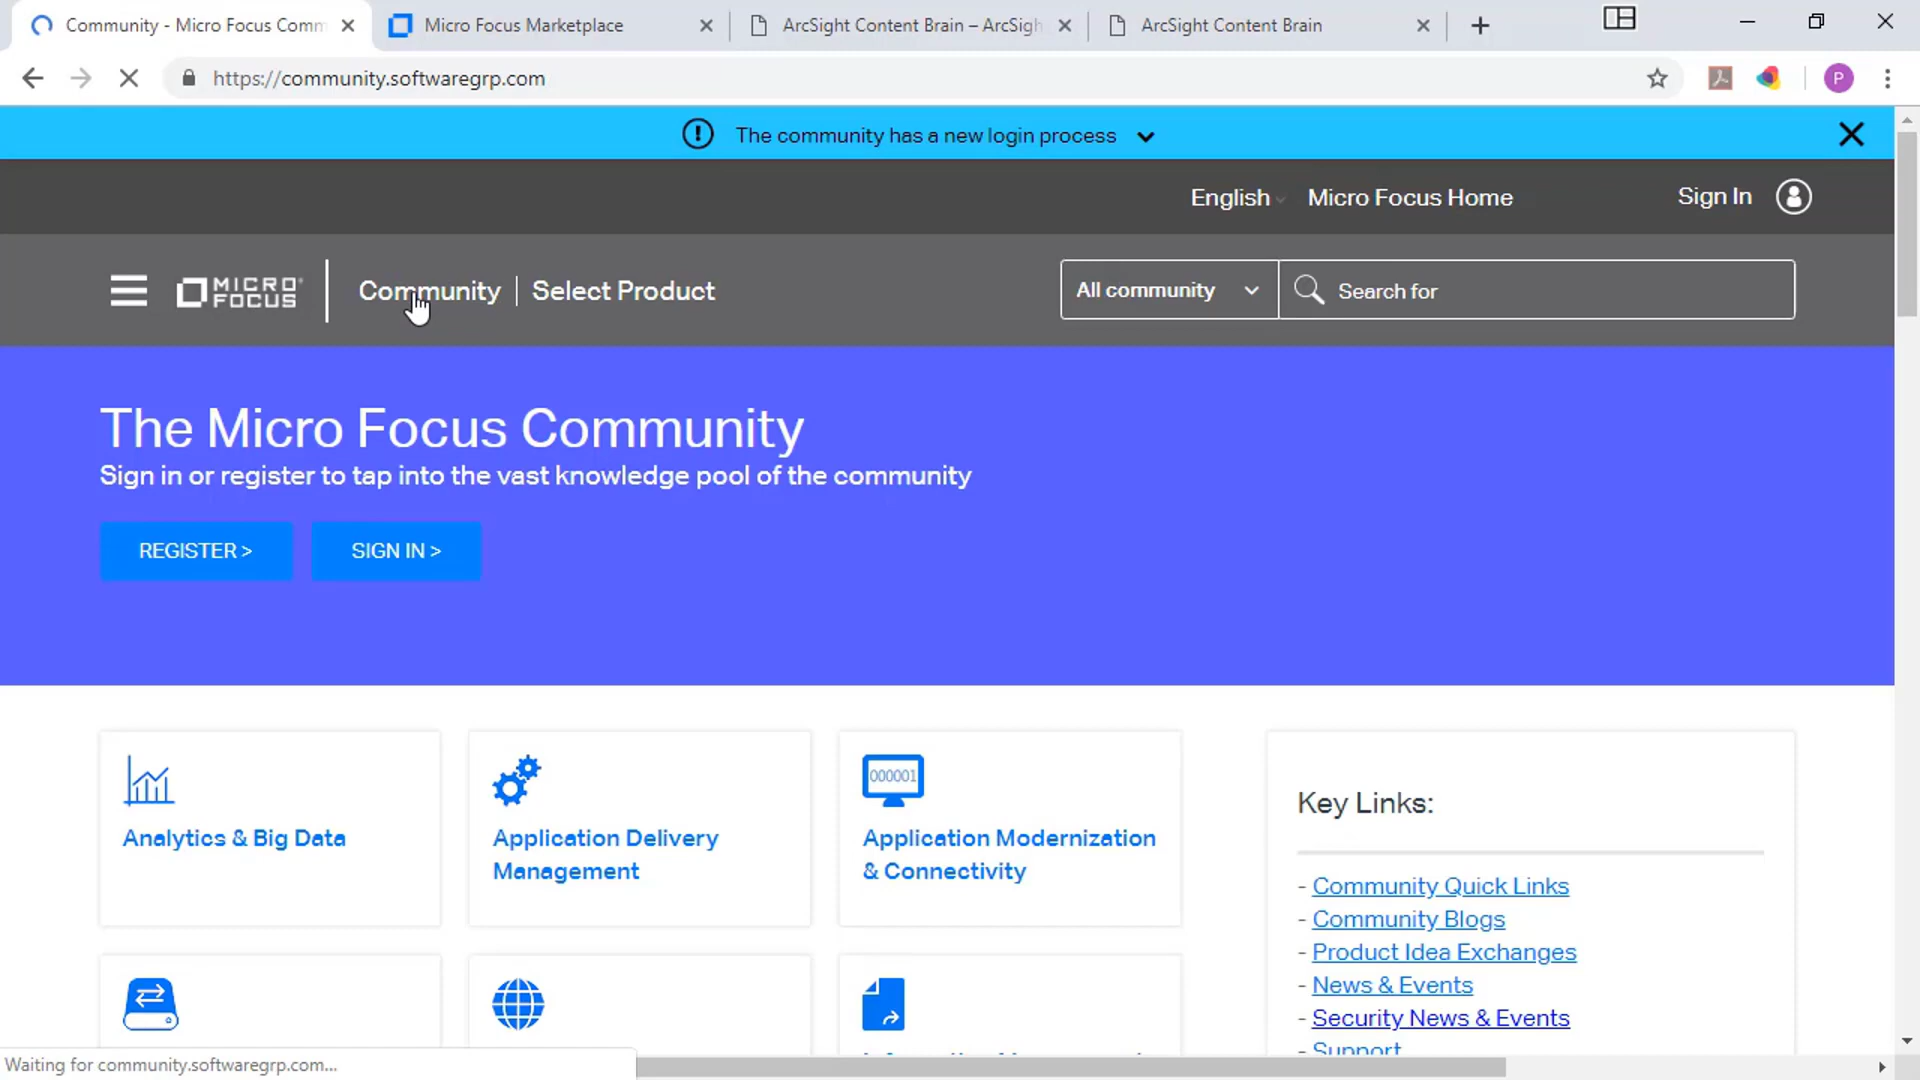 Community - Micro Focus Comm
Micro Focus Marketplace
ArcSight Content Brain – ArcSigh
ArcSight Content Brain
https://community.softwaregrp.com
P
The community has a new login process
English
Micro Focus Home
Sign In
MICRO
FOCUS
Community
Select Product
All community
Search for
The Micro Focus Community
Sign in or register to tap into the vast knowledge pool of the community
REGISTER >
SIGN IN >
Analytics & Big Data
Application Delivery
Management
000001
Application Modernization
& Connectivity
Key Links:
- Community Quick Links
- Community Blogs
- Product Idea Exchanges
- News & Events
- Security News & Events
- Support
Waiting for community.softwaregrp.com...